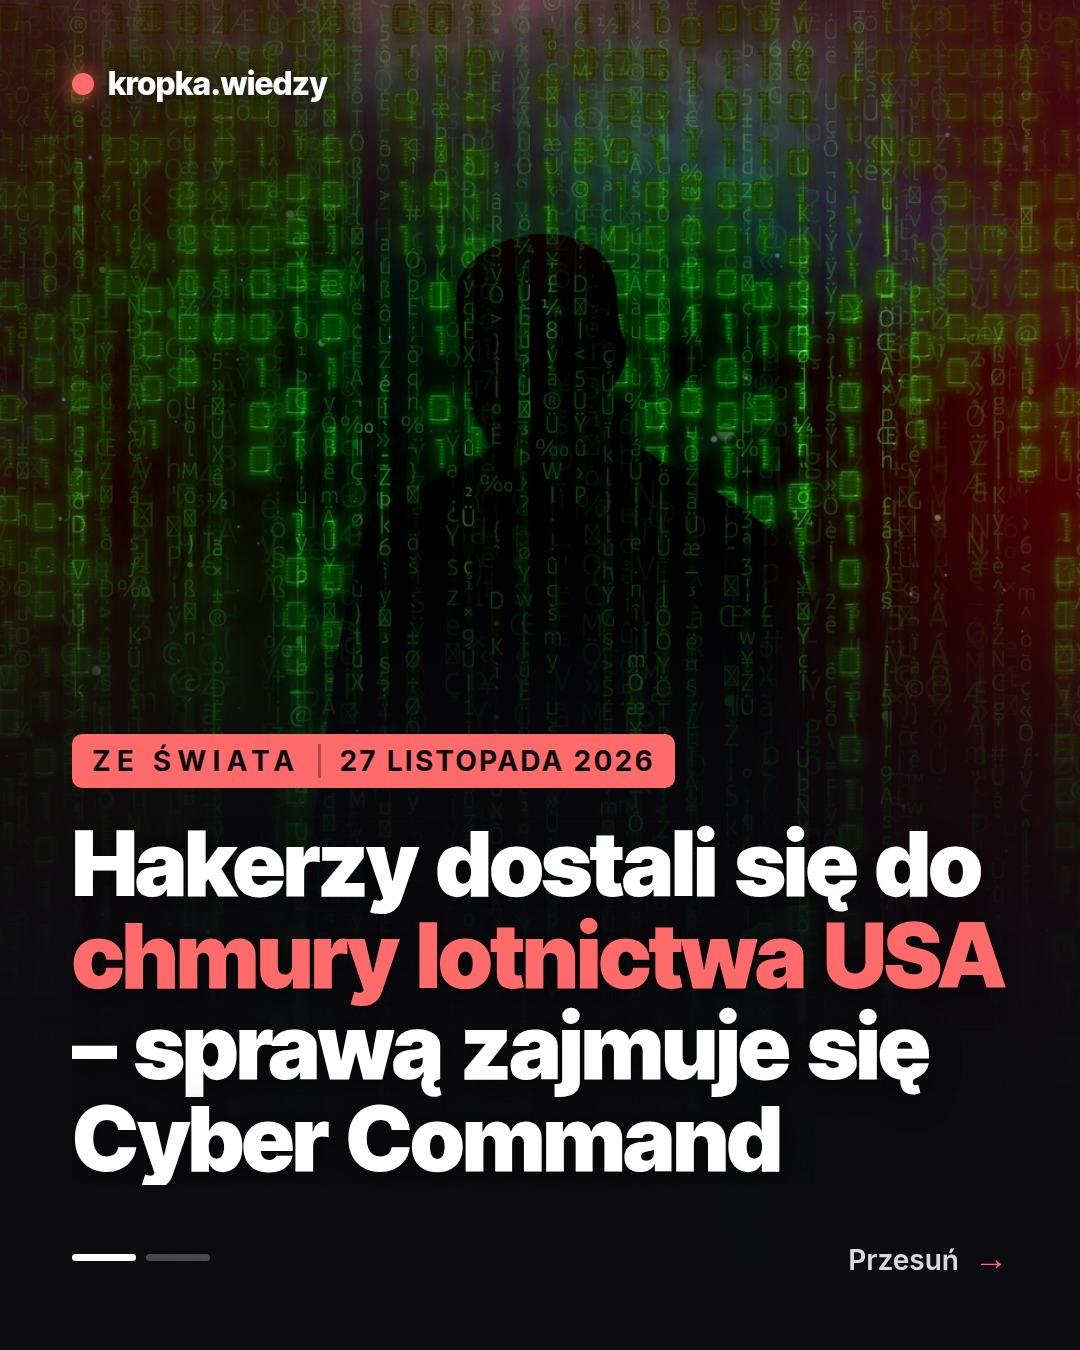 kropka.wiedzy
ZE ŚWIATA | 27 LISTOPADA 2026
Hakerzy dostali się do
chmury lotnictwa USA
– sprawą zajmuje się
Cyber Command
Przesuń →